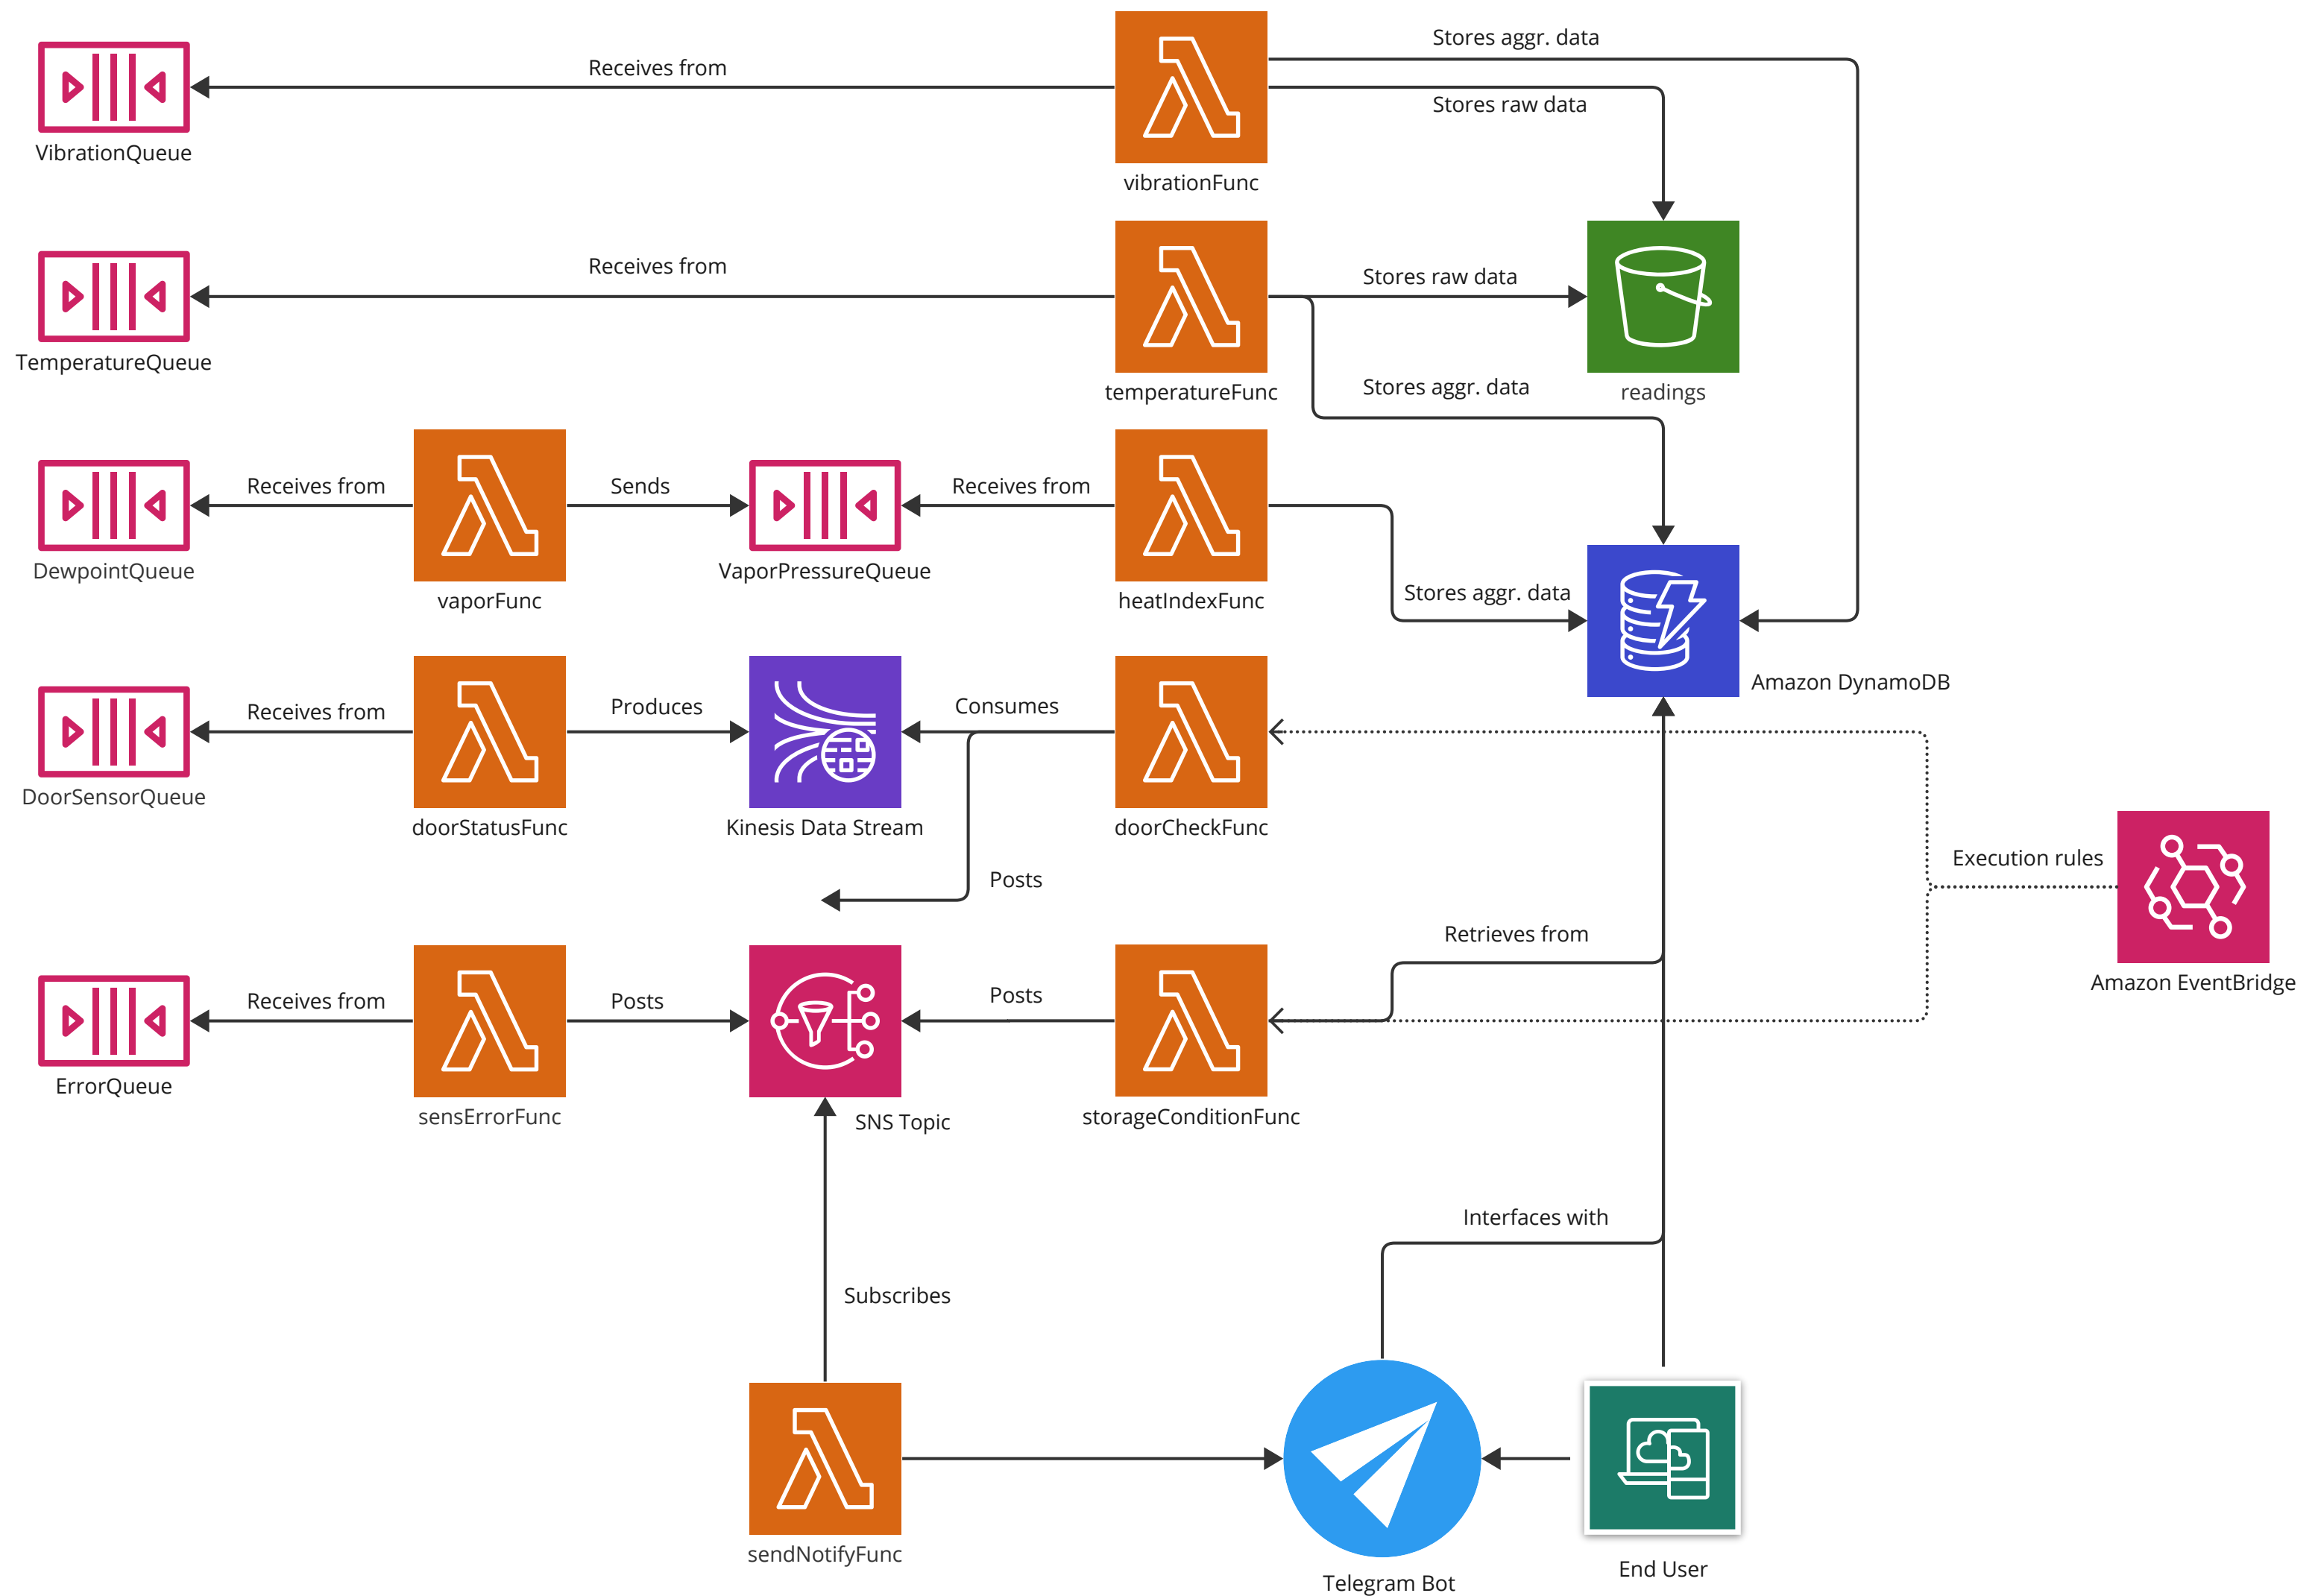 Stores aggr. data
Receives from
Stores raw data
VibrationQueue
vibrationFunc
Receives from
Stores raw data
TemperatureQueue
temperatureFunc
readings
Stores aggr. data
Receives from
Sends
Receives from
DewpointQueue
VaporPressureQueue
vaporFunc
heatIndexFunc
Stores aggr. data
Amazon DynamoDB
Receives from
Produces
Consumes
DoorSensorQueue
doorStatusFunc
Kinesis Data Stream
doorCheckFunc
Execution rules
Posts
Retrieves from
Amazon EventBridge
Receives from
Posts
Posts
ErrorQueue
sensErrorFunc
SNS Topic
storageConditionFunc
Interfaces with
Subscribes
sendNotifyFunc
Telegram Bot
End User